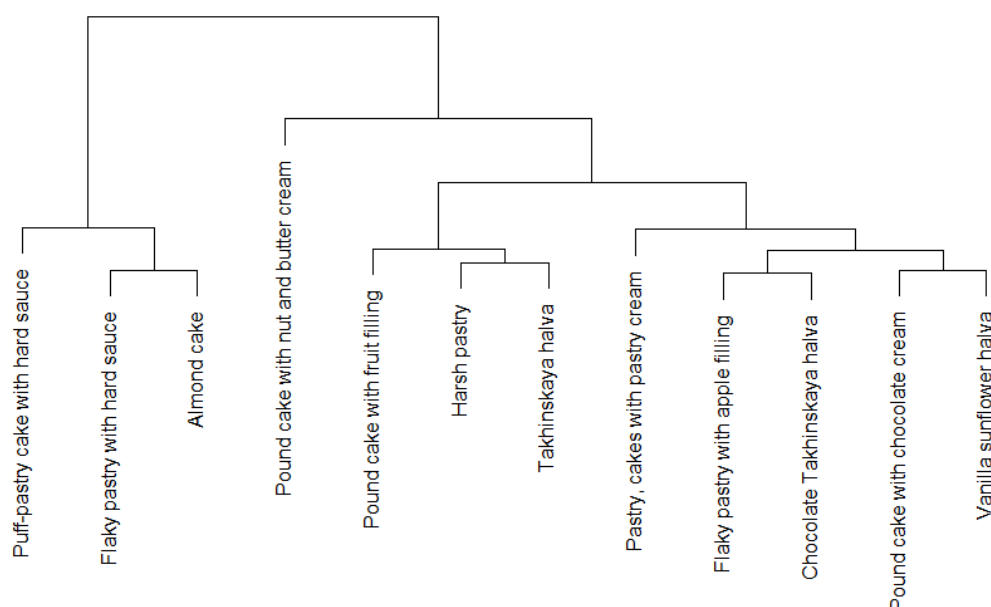 Puff-pastry cake with hard sauce
Flaky pastry with hard sauce
Almond cake
Pound cake with nut and butter cream
Pound cake with fruit filling
Harsh pastry
Takhinskaya halva
Pastry, cakes with pastry cream
Flaky pastry with apple filling
Chocolate Takhinskaya halva
Pound cake with chocolate cream
Vanilla sunflower halva